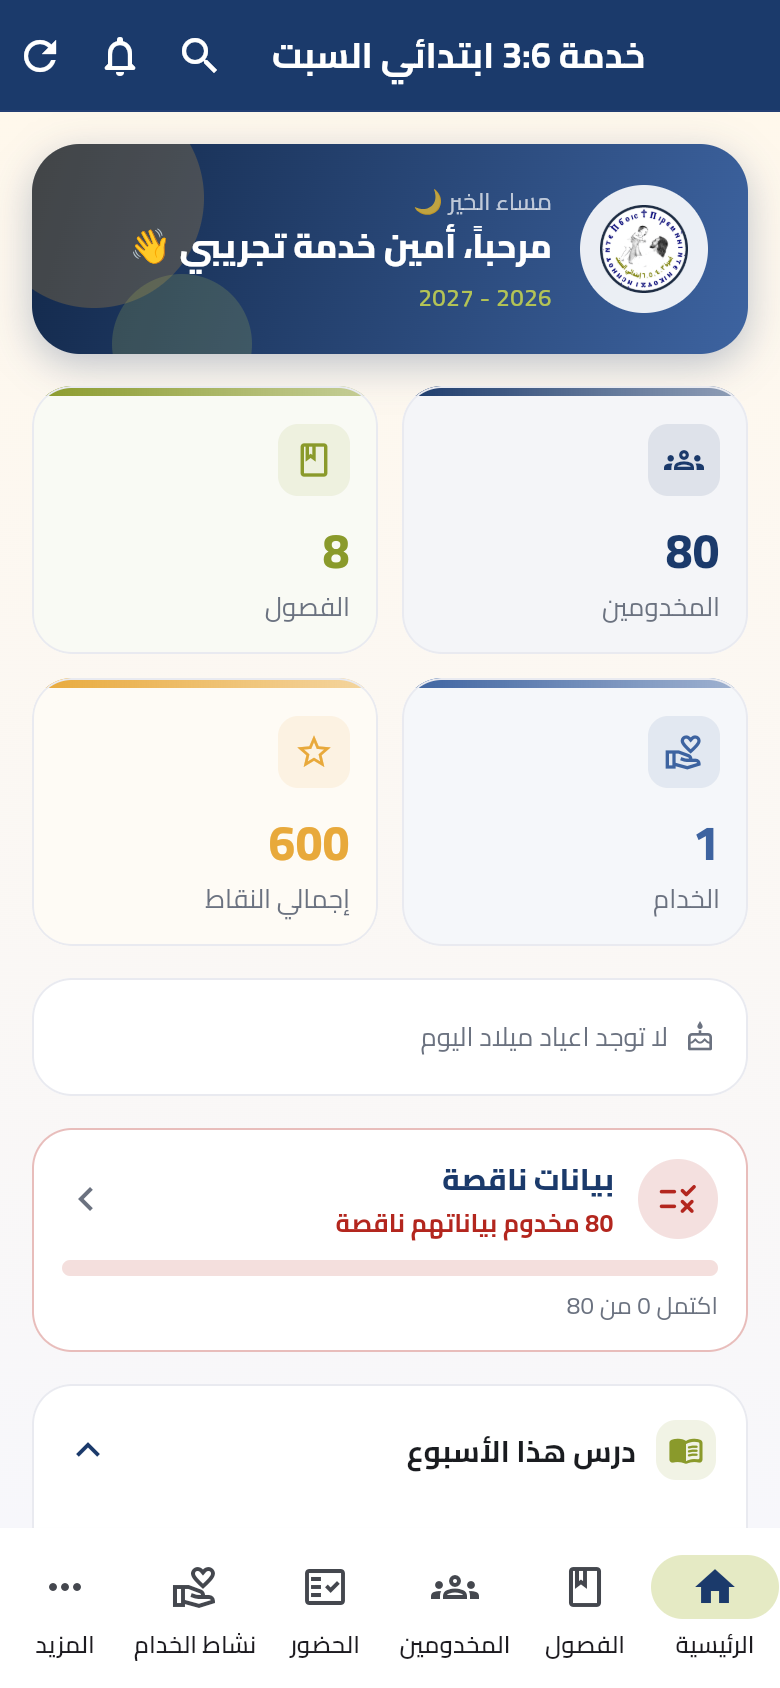 خدمة 3:6 ابتدائي السبت
مساء الخير 🌙
مرحباً، أمين خدمة تجريبي 👋
2026 - 2027
80
المخدومين
8
الفصول
1
الخدام
600
إجمالي النقاط
لا توجد اعياد ميلاد اليوم
بيانات ناقصة
80 مخدوم بياناتهم ناقصة
اكتمل 0 من 80
درس هذا الأسبوع
الرئيسية
الفصول
المخدومين
الحضور
نشاط الخدام
المزيد